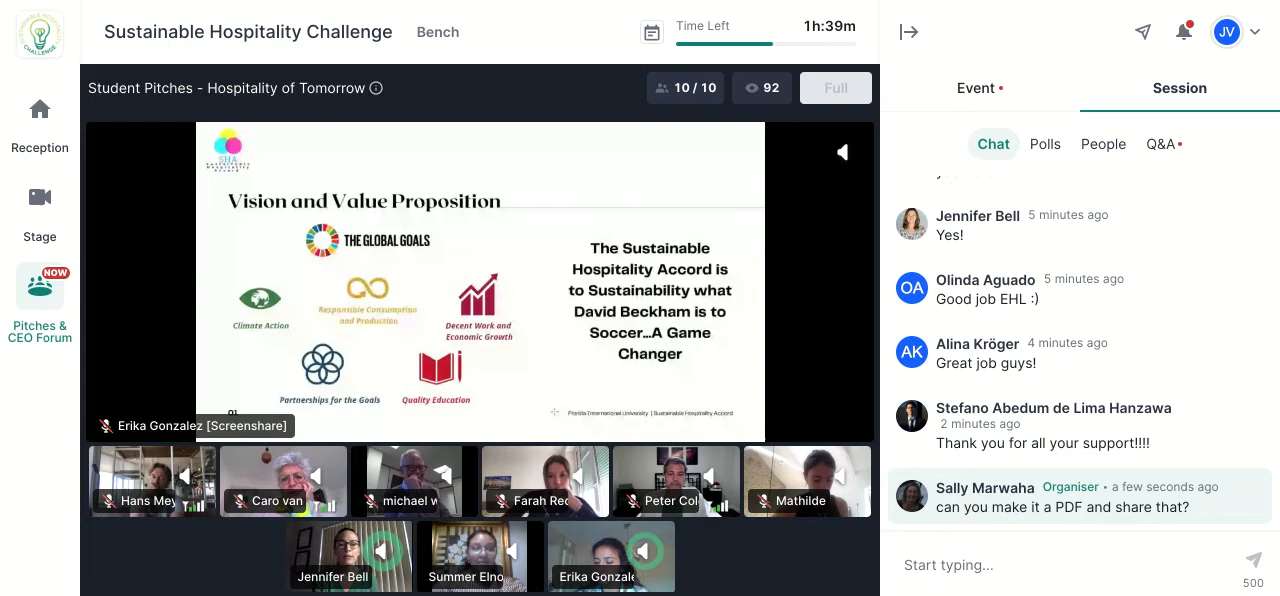 SUSTAINABLE HOSPITALITY
CHALLENGE
Sustainable Hospitality Challenge
Bench
Time Left
1h:39m
JV
Student Pitches - Hospitality of Tomorrow
10 / 10
92
Full
Event
Session
Reception
Stage
NOW
Pitches &
CEO Forum
SHA
Vision and Value Proposition
THE GLOBAL GOALS
Climate Action
Responsible Consumption
and Production
Decent Work and
Economic Growth
Partnerships for the Goals
Quality Education
The Sustainable
Hospitality Accord is
to Sustainability what
David Beckham is to
Soccer...A Game
Changer
01
Florida International University | Sustainable Hospitality Accord
Erika Gonzalez [Screenshare]
Hans Mey
Caro van
michael w
Farah Red
Peter Col
Mathilde
Jennifer Bell
Summer Elno
Erika Gonzale
Chat
Polls
People
Q&A
Jennifer Bell 5 minutes ago
Yes!
OA
Olinda Aguado 5 minutes ago
Good job EHL :)
AK
Alina Kröger 4 minutes ago
Great job guys!
Stefano Abedum de Lima Hanzawa
2 minutes ago
Thank you for all your support!!!!
Sally Marwaha Organiser • a few seconds ago
can you make it a PDF and share that?
Start typing...
500